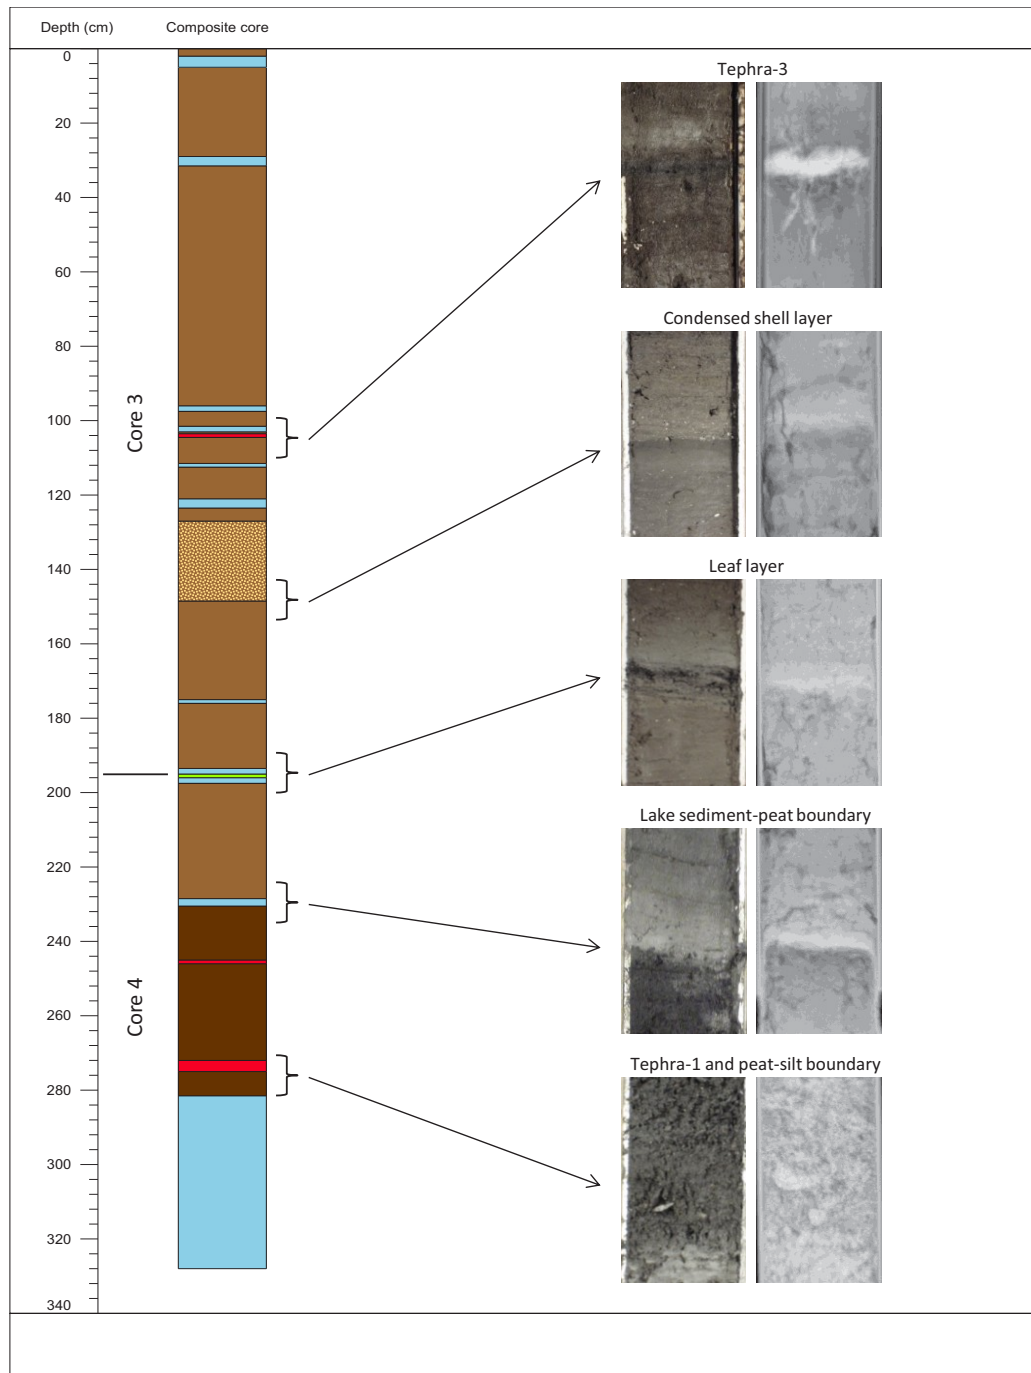 Depth (cm) Composite core
0
20
40
60
80
100
120
140
160
180
200
220
240
260
280
300
320
340
Core 3
Core 4
Tephra-3
Condensed shell layer
Leaf layer
Lake sediment-peat boundary
Tephra-1 and peat-silt boundary